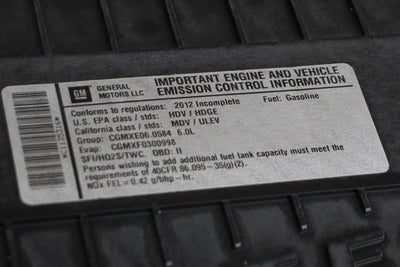 GM GENERAL MOTORS LLC
IMPORTANT ENGINE AND VEHICLE
EMISSION CONTROL INFORMATION
Conforms to regulations: 2012 Incomplete Fuel: Gasoline
U.S. EPA class / stds: HDV / HDGE
California class / stds: MDV / ULEV
Group: CGMXE06.0584 6.0L
Evap: CGMXF0300998
SFI/HO2S/TWC, OBD: II
Persons wishing to add additional fuel tank capacity must meet the
requirements of 40CFR 86.095-35(g)(2).
NOx FEL=0.42 g/bhp-hr.